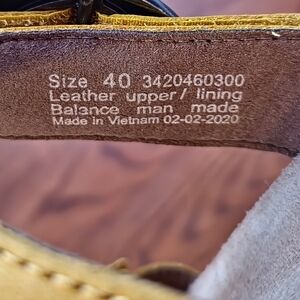 Size 40 3420460300
Leather upper/ lining
Balance man made
Made in Vietnam 02-02-2020